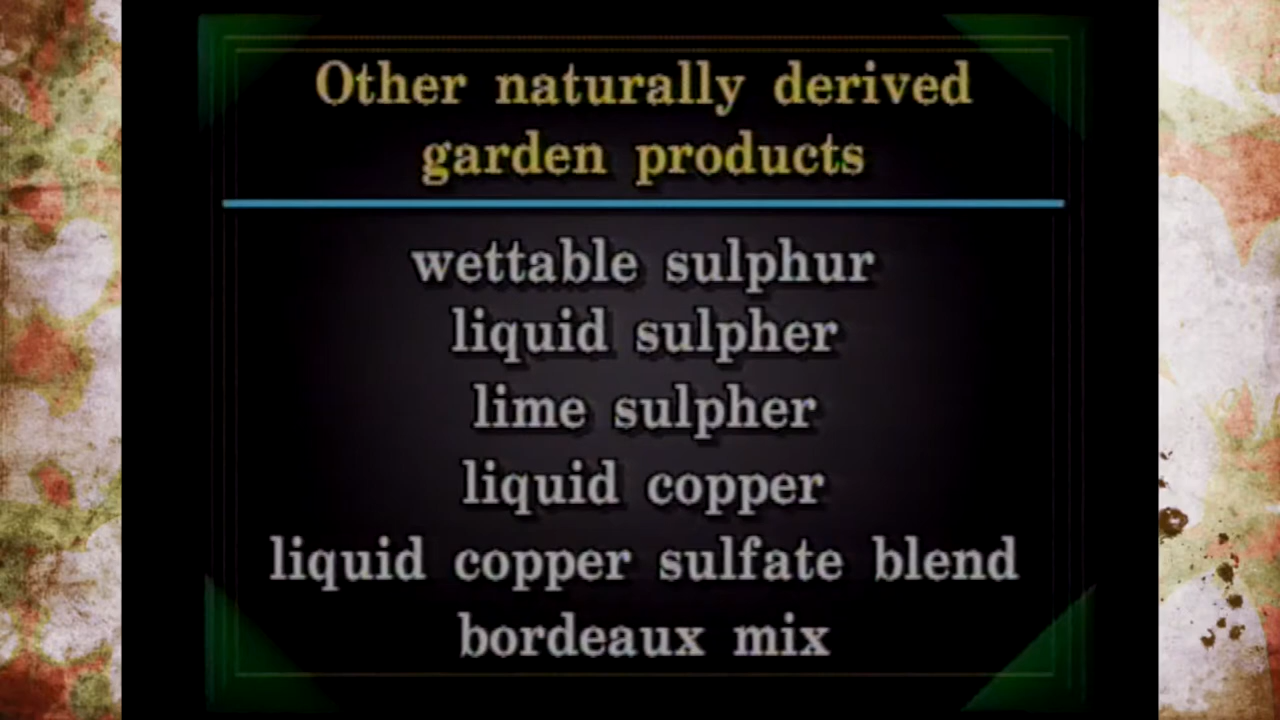 Other naturally derived
garden products
wettable sulphur
liquid sulpher
lime sulpher
liquid copper
liquid copper sulfate blend
bordeaux mix